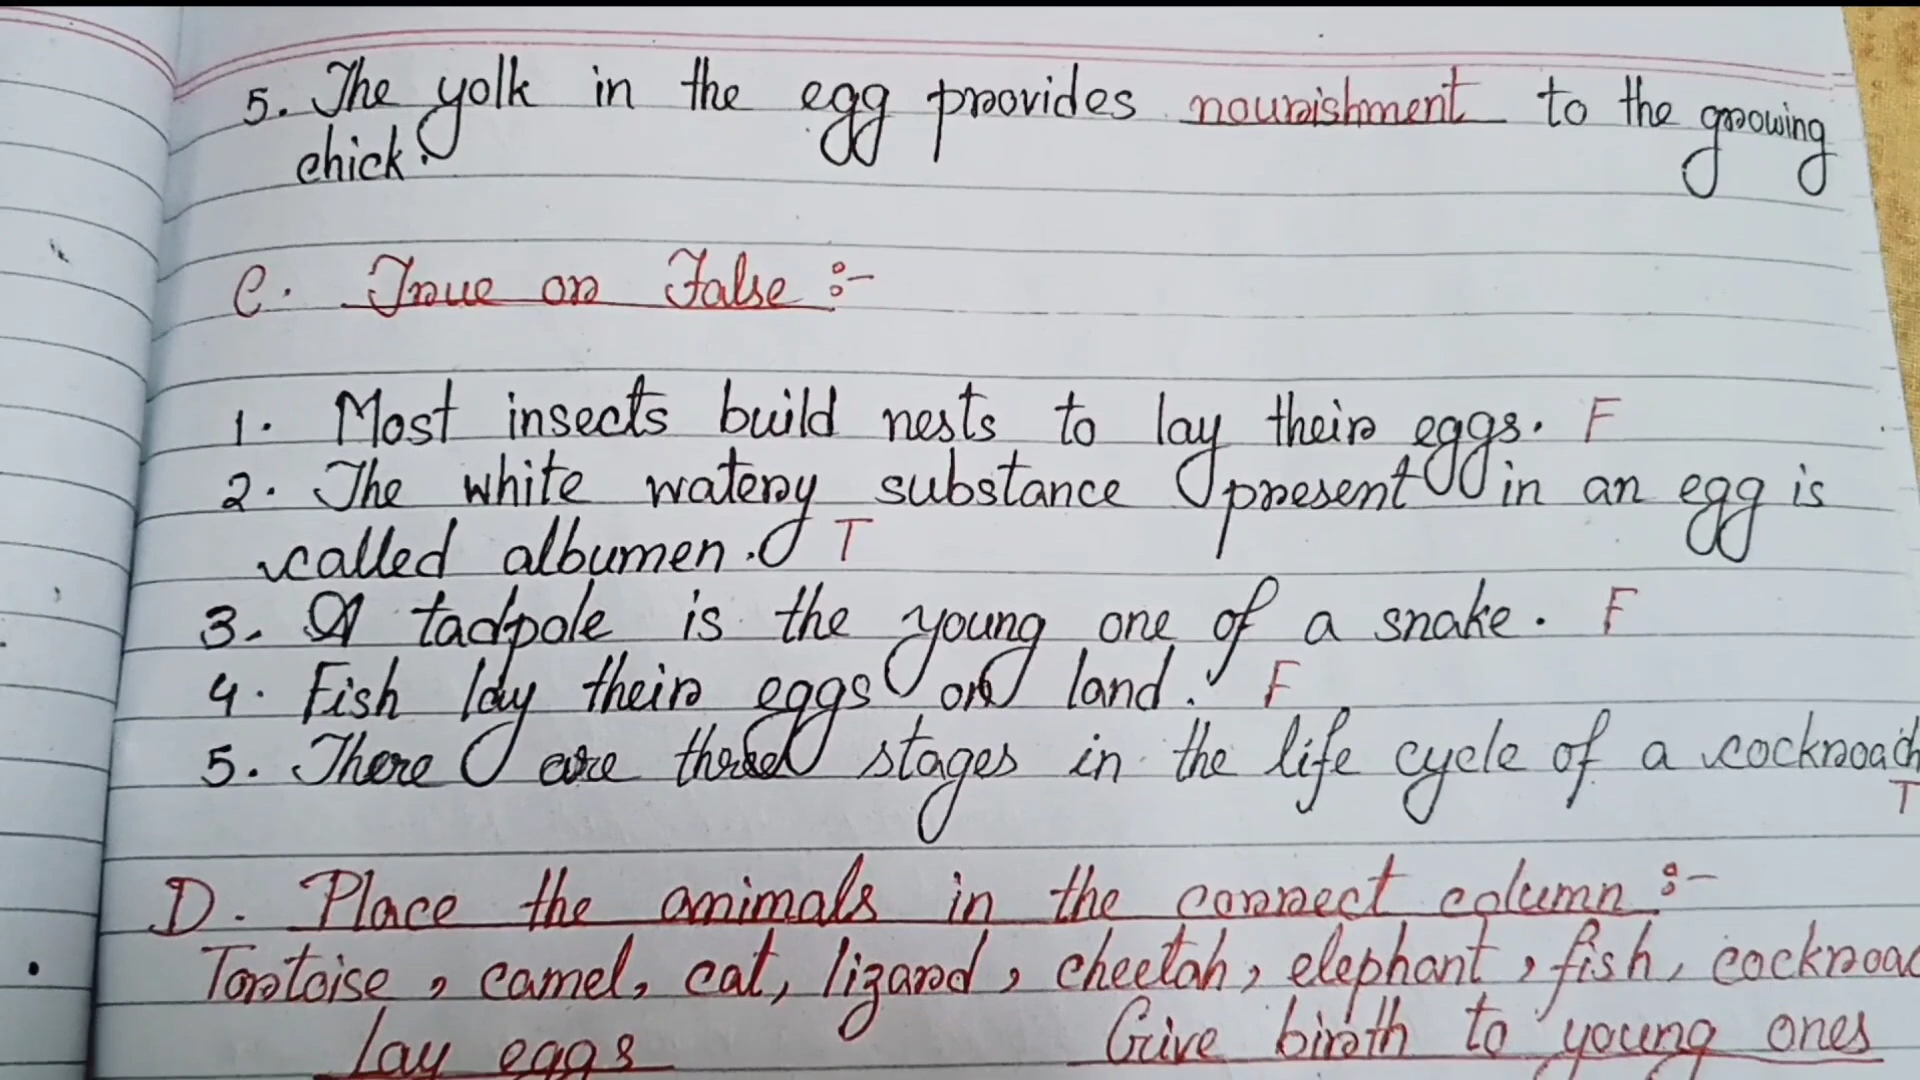 5. The yolk in the egg provides nourishment to the growing
chick.
C. True or False :-
1. Most insects build nests to lay their eggs. F
2. The white watery substance present in an egg is
called albumen. T
3. A tadpole is the young one of a snake. F
4. Fish lay their eggs on land. F
5. There are three stages in the life cycle of a cockroach
T
D. Place the animals in the correct column :-
Tortoise, camel, cat, lizard, cheetah, elephant, fish, cockroac
Lay eggs Give birth to young ones